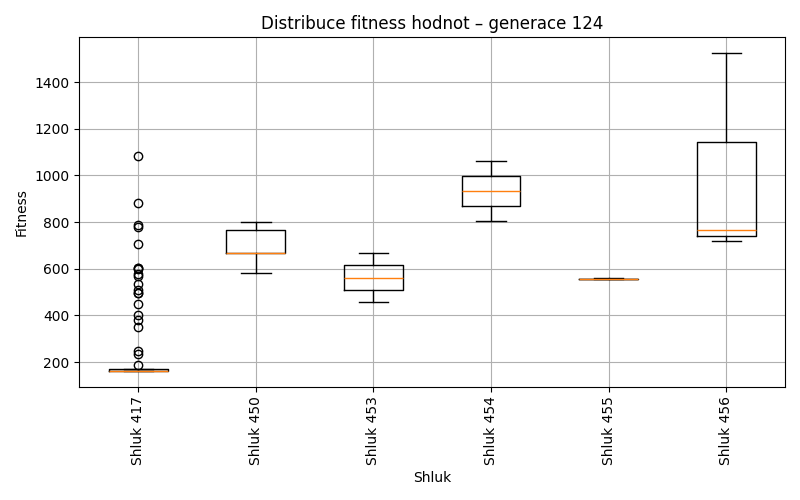 Distribuce fitness hodnot – generace 124
Fitness
1400
1200
1000
800
600
400
200
Shluk 417
Shluk 450
Shluk 453
Shluk 454
Shluk 455
Shluk 456
Shluk